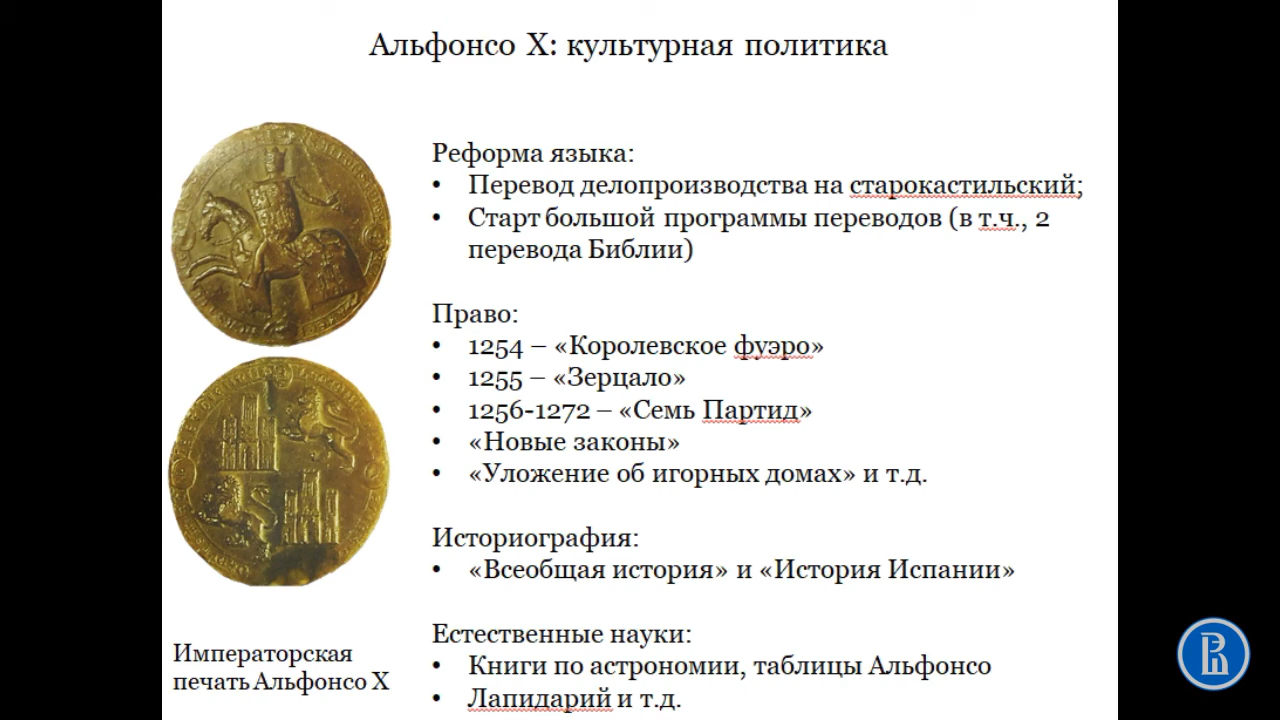 Альфонсо X: культурная политика
Реформа языка:
• Перевод делопроизводства на старокастильский;
• Старт большой программы переводов (в т.ч., 2
перевода Библии)
Право:
• 1254 – «Королевское фуэро»
• 1255 – «Зерцало»
• 1256-1272 – «Семь Партид»
• «Новые законы»
• «Уложение об игорных домах» и т.д.
Историография:
• «Всеобщая история» и «История Испании»
Естественные науки:
• Книги по астрономии, таблицы Альфонсо
• Лапидарий и т.д.
Императорская
печать Альфонсо X